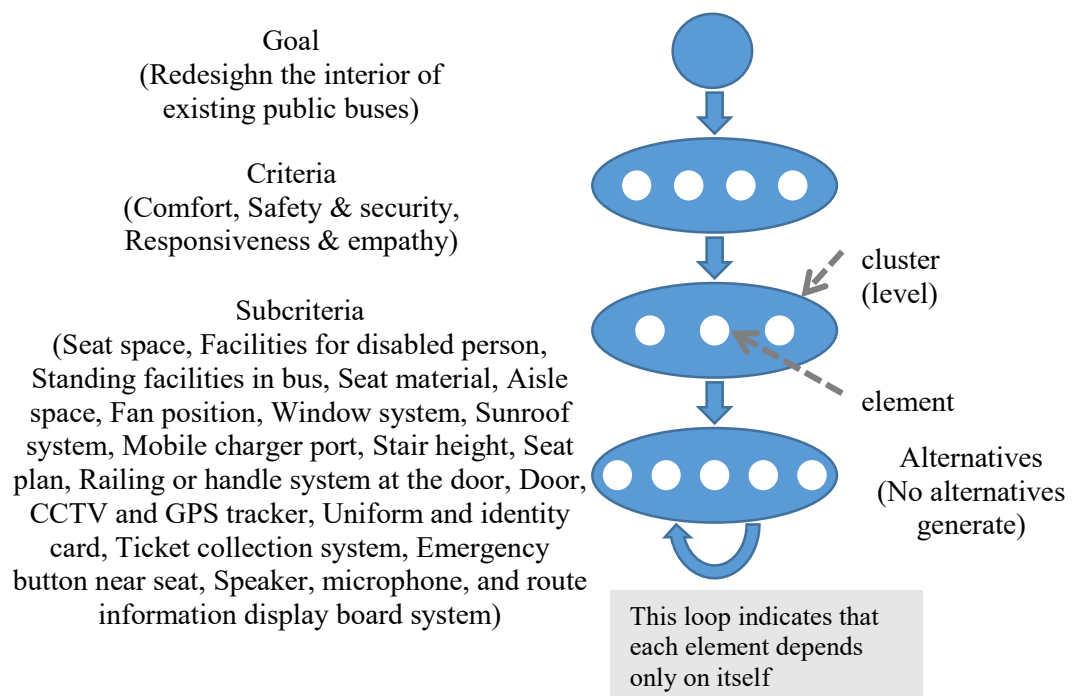 Goal
(Redesighn the interior of
existing public buses)
Criteria
(Comfort, Safety & security,
Responsiveness & empathy)
cluster
(level)
Subcriteria
(Seat space, Facilities for disabled person,
Standing facilities in bus, Seat material, Aisle
space, Fan position, Window system, Sunroof
system, Mobile charger port, Stair height, Seat
plan, Railing or handle system at the door, Door,
CCTV and GPS tracker, Uniform and identity
card, Ticket collection system, Emergency
button near seat, Speaker, microphone, and route
information display board system)
element
Alternatives
(No alternatives
generate)
This loop indicates that
each element depends
only on itself